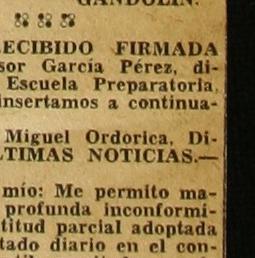 GANDOLIN.
ECIBIDO FIRMADA
sor García Pérez, di-
Escuela Preparatoria,
insertamos a continua-
Miguel Ordorica, Di-
LTIMAS NOTICIAS.—
mío: Me permito ma-
profunda inconformi-
titud parcial adoptada
tado diario en el con-